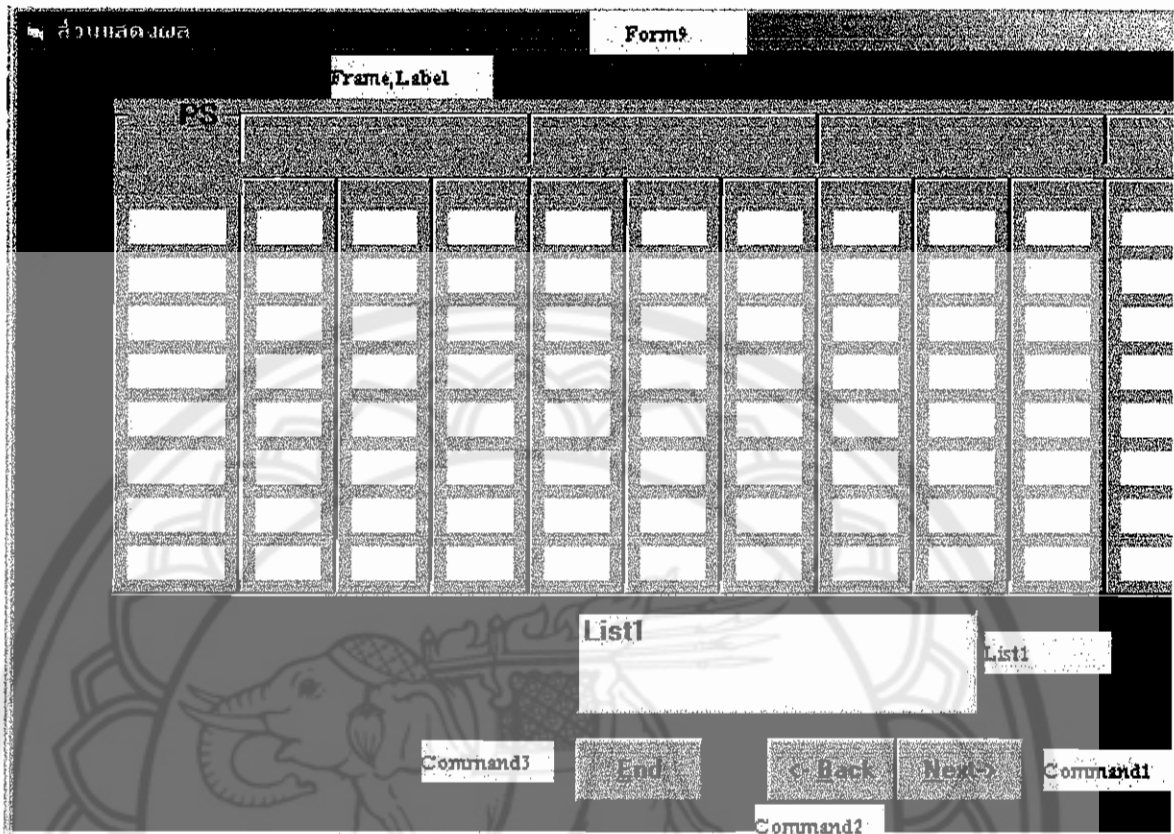 ส่วนแสดงผล
Form9
Frame,Label
PS
List1
List1
Command3
End
<- Back
Next->
Command1
Command2